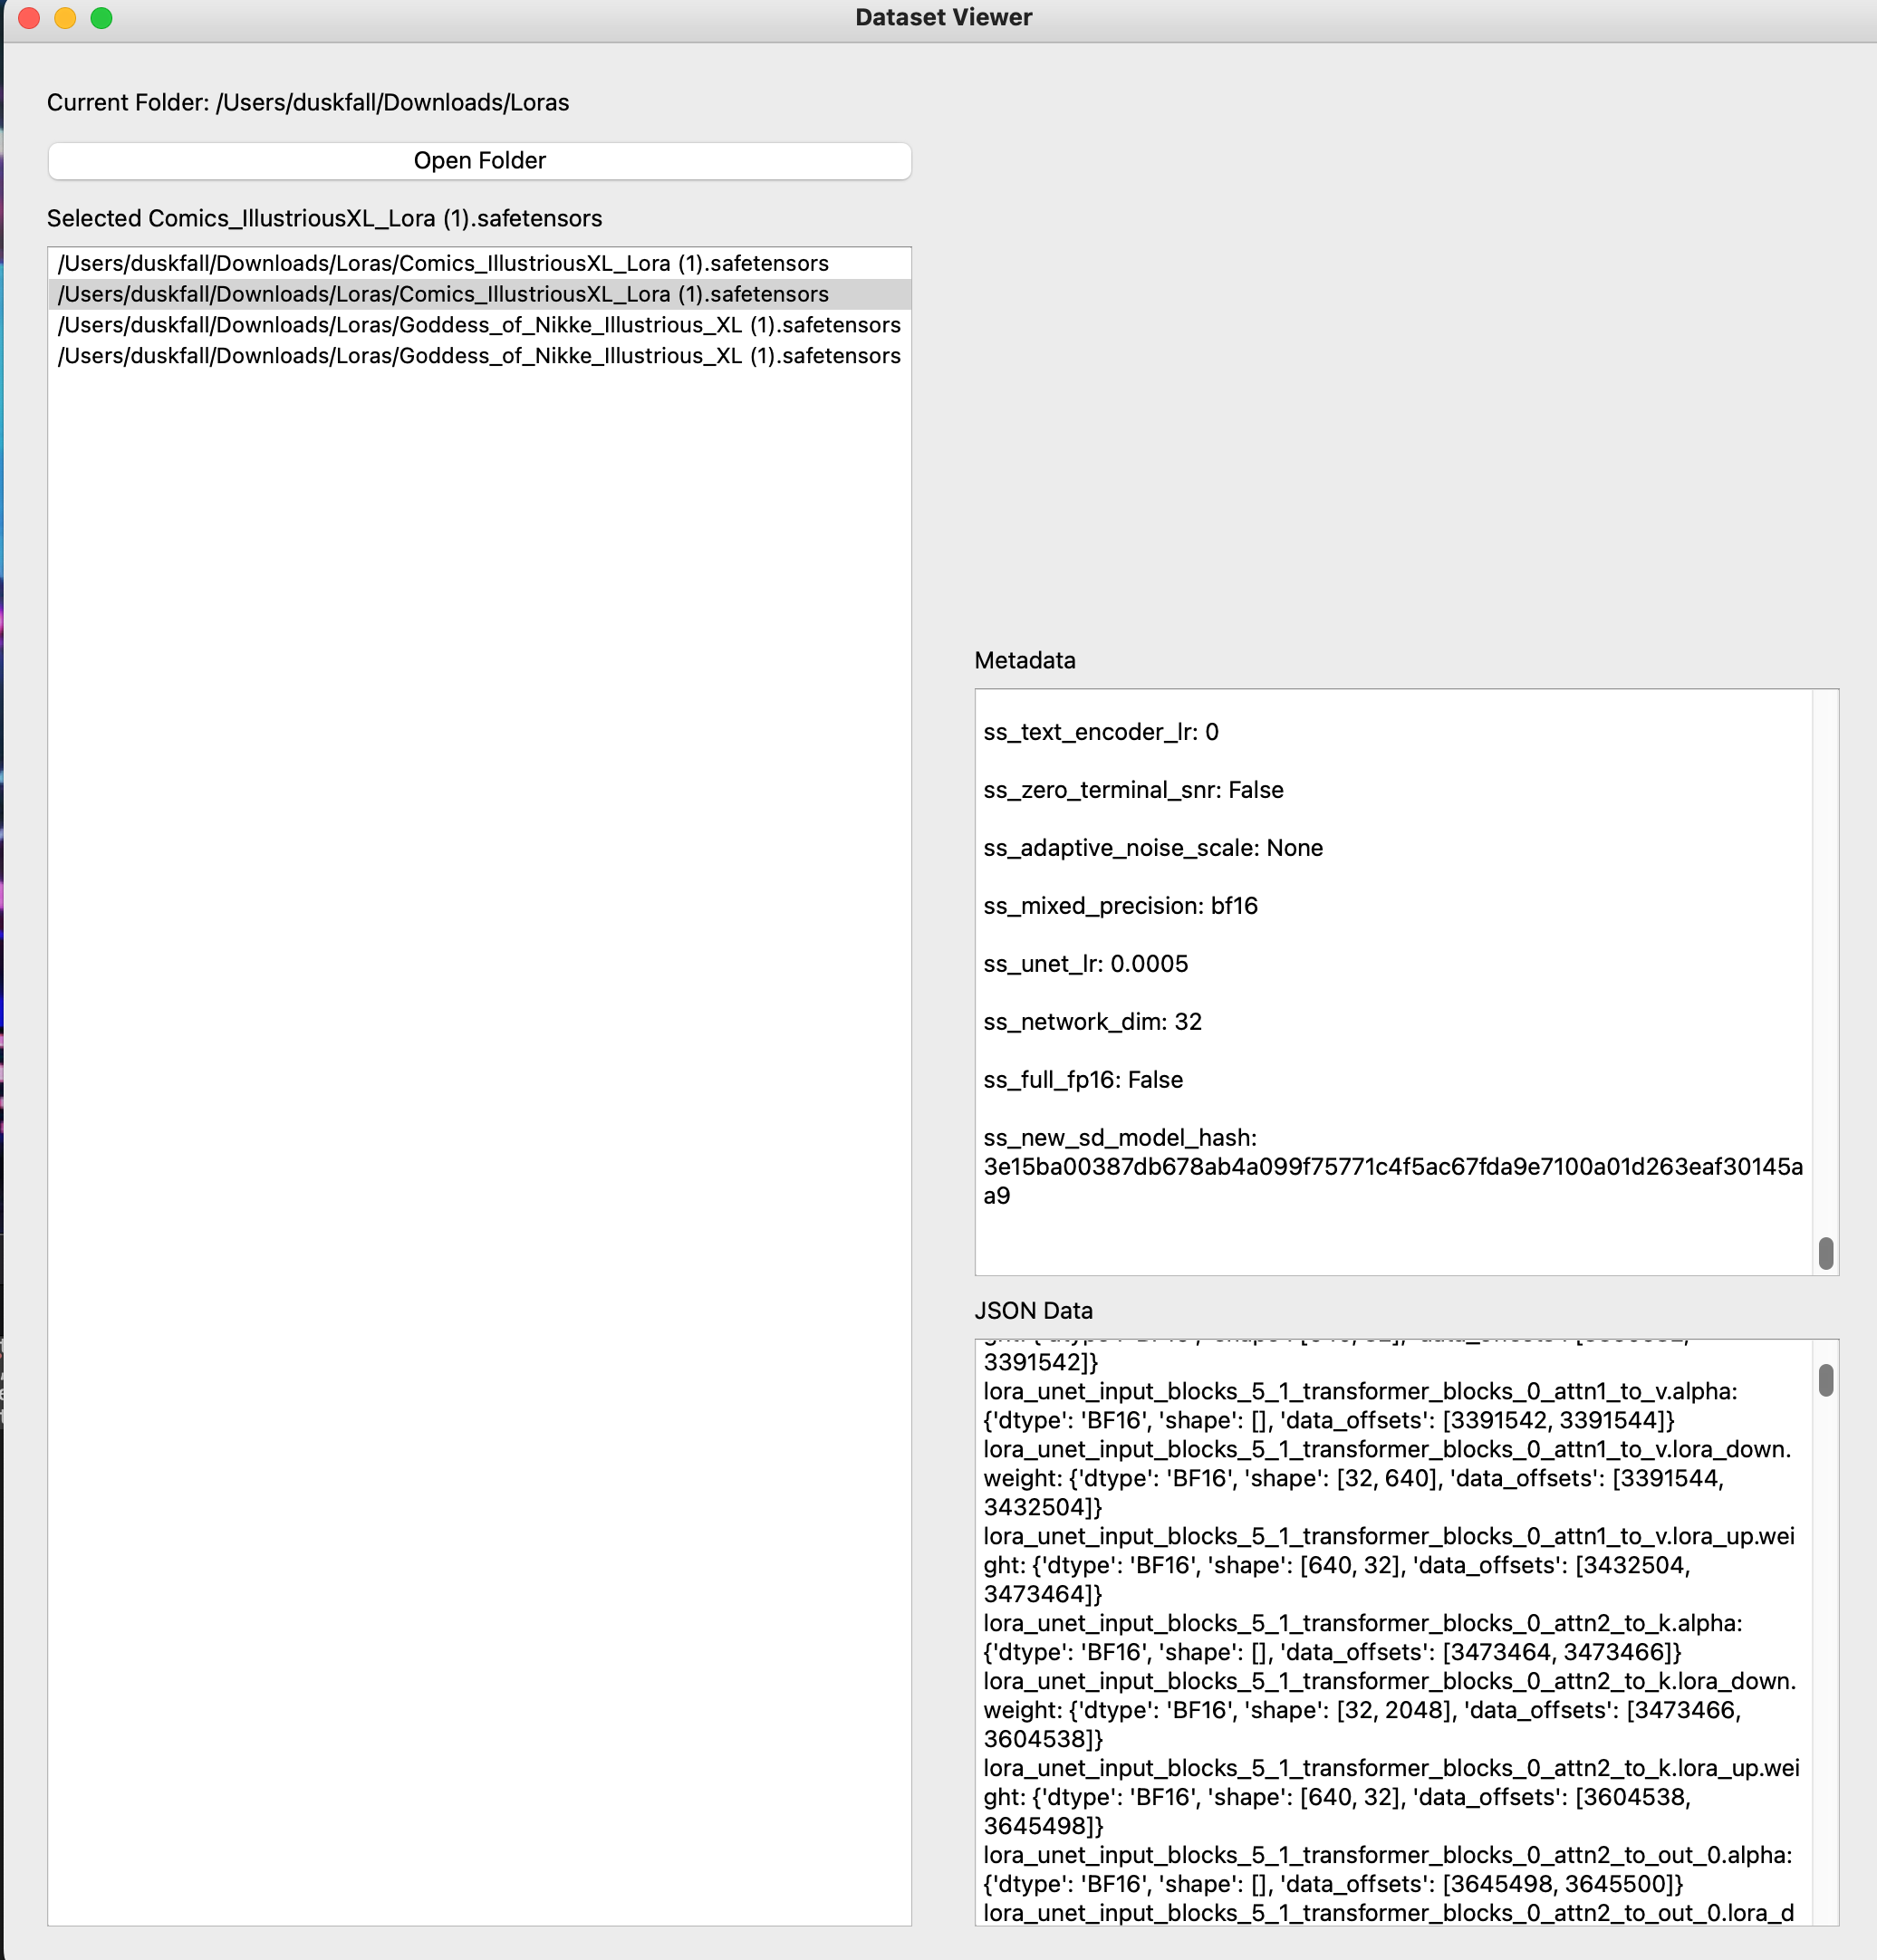 Dataset Viewer
Current Folder: /Users/duskfall/Downloads/Loras
Open Folder
Selected Comics_IllustriousXL_Lora (1).safetensors
/Users/duskfall/Downloads/Loras/Comics_IllustriousXL_Lora (1).safetensors
/Users/duskfall/Downloads/Loras/Comics_IllustriousXL_Lora (1).safetensors
/Users/duskfall/Downloads/Loras/Goddess_of_Nikke_Illustrious_XL (1).safetensors
/Users/duskfall/Downloads/Loras/Goddess_of_Nikke_Illustrious_XL (1).safetensors
Metadata
ss_text_encoder_lr: 0
ss_zero_terminal_snr: False
ss_adaptive_noise_scale: None
ss_mixed_precision: bf16
ss_unet_lr: 0.0005
ss_network_dim: 32
ss_full_fp16: False
ss_new_sd_model_hash:
3e15ba00387db678ab4a099f75771c4f5ac67fda9e7100a01d263eaf30145a
a9
JSON Data
3391542]}
lora_unet_input_blocks_5_1_transformer_blocks_0_attn1_to_v.alpha:
{'dtype': 'BF16', 'shape': [], 'data_offsets': [3391542, 3391544]}
lora_unet_input_blocks_5_1_transformer_blocks_0_attn1_to_v.lora_down.
weight: {'dtype': 'BF16', 'shape': [32, 640], 'data_offsets': [3391544,
3432504]}
lora_unet_input_blocks_5_1_transformer_blocks_0_attn1_to_v.lora_up.wei
ght: {'dtype': 'BF16', 'shape': [640, 32], 'data_offsets': [3432504,
3473464]}
lora_unet_input_blocks_5_1_transformer_blocks_0_attn2_to_k.alpha:
{'dtype': 'BF16', 'shape': [], 'data_offsets': [3473464, 3473466]}
lora_unet_input_blocks_5_1_transformer_blocks_0_attn2_to_k.lora_down.
weight: {'dtype': 'BF16', 'shape': [32, 2048], 'data_offsets': [3473466,
3604538]}
lora_unet_input_blocks_5_1_transformer_blocks_0_attn2_to_k.lora_up.wei
ght: {'dtype': 'BF16', 'shape': [640, 32], 'data_offsets': [3604538,
3645498]}
lora_unet_input_blocks_5_1_transformer_blocks_0_attn2_to_out_0.alpha:
{'dtype': 'BF16', 'shape': [], 'data_offsets': [3645498, 3645500]}
lora_unet_input_blocks_5_1_transformer_blocks_0_attn2_to_out_0.lora_d